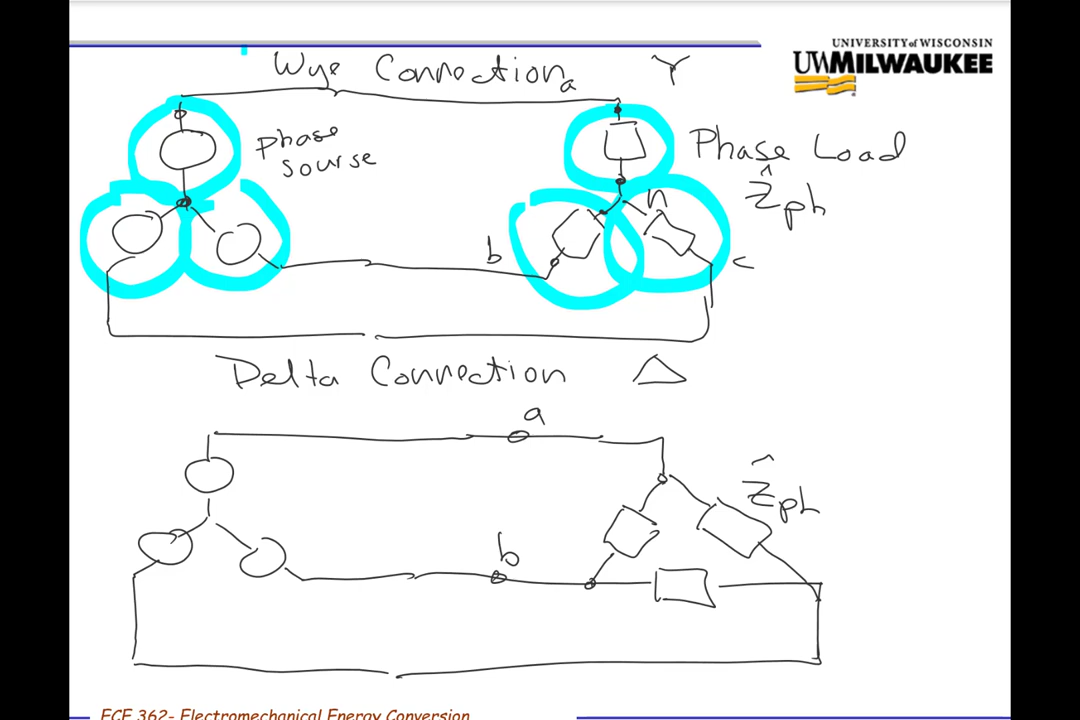 UNIVERSITY of WISCONSIN
UWMILWAUKEE
Wye Connection Y
a
Phase
Sourse
Phase Load
Ẑph
n
b
c
Delta Connection Δ
a
Ẑph
b
ECE 362- Electromechanical Energy Conversion